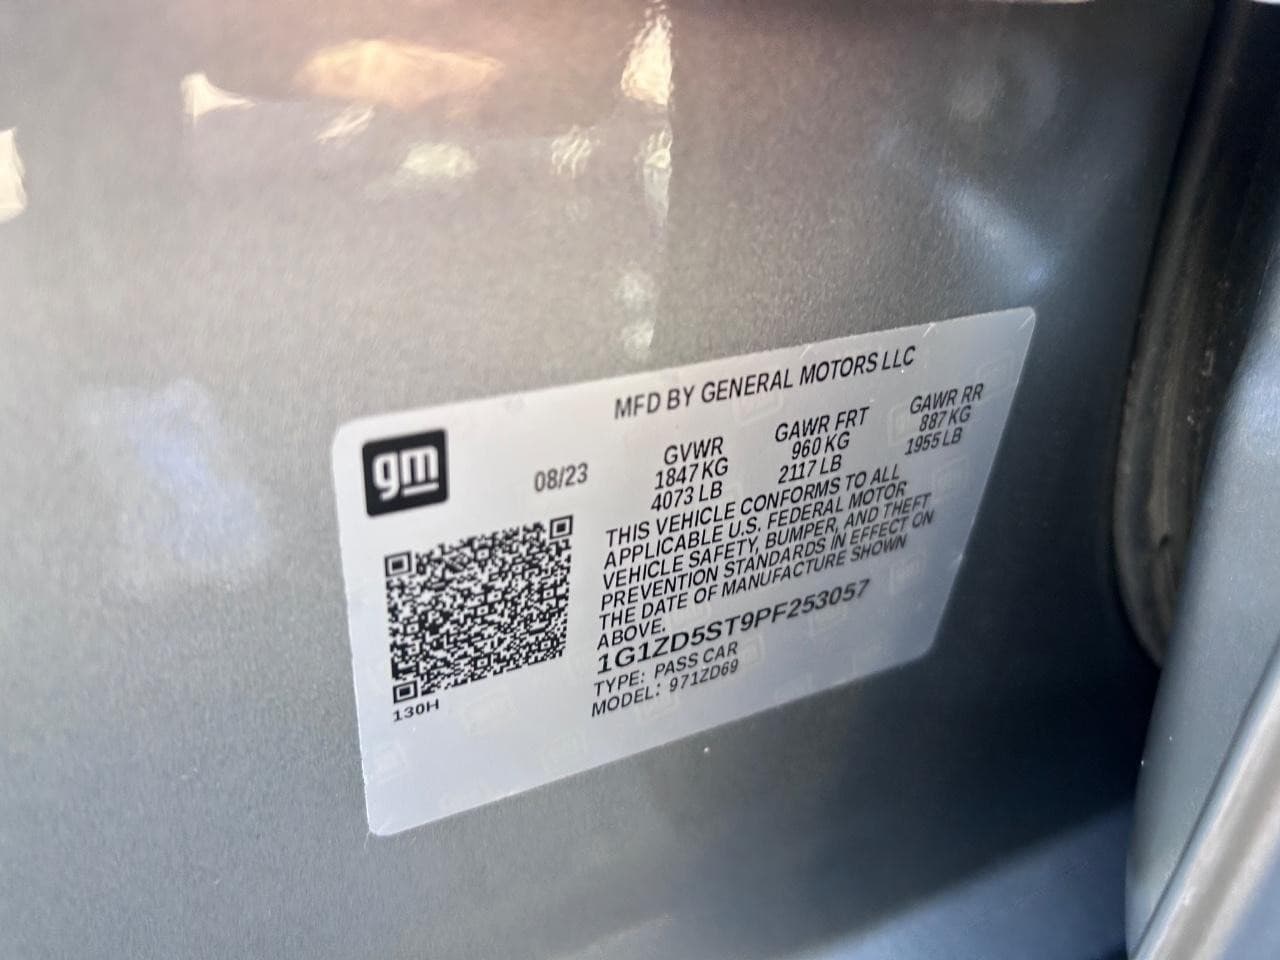 MFD BY GENERAL MOTORS LLC
gm
08/23
GVWR GAWR FRT GAWR RR
1847 KG 960 KG 887 KG
4073 LB 2117 LB 1955 LB
THIS VEHICLE CONFORMS TO ALL
APPLICABLE U.S. FEDERAL MOTOR
VEHICLE SAFETY, BUMPER, AND THEFT
PREVENTION STANDARDS IN EFFECT ON
THE DATE OF MANUFACTURE SHOWN
ABOVE.
1G1ZD5ST9PF253057
TYPE: PASS CAR
MODEL: 971ZD69
130H